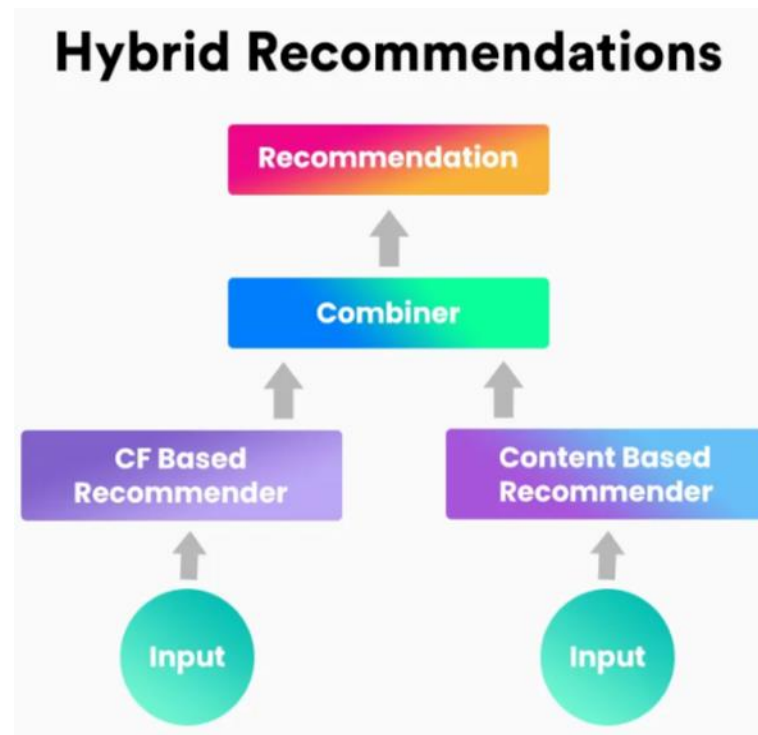 Hybrid Recommendations
Recommendation
Combiner
CF Based
Recommender
Content Based
Recommender
Input
Input